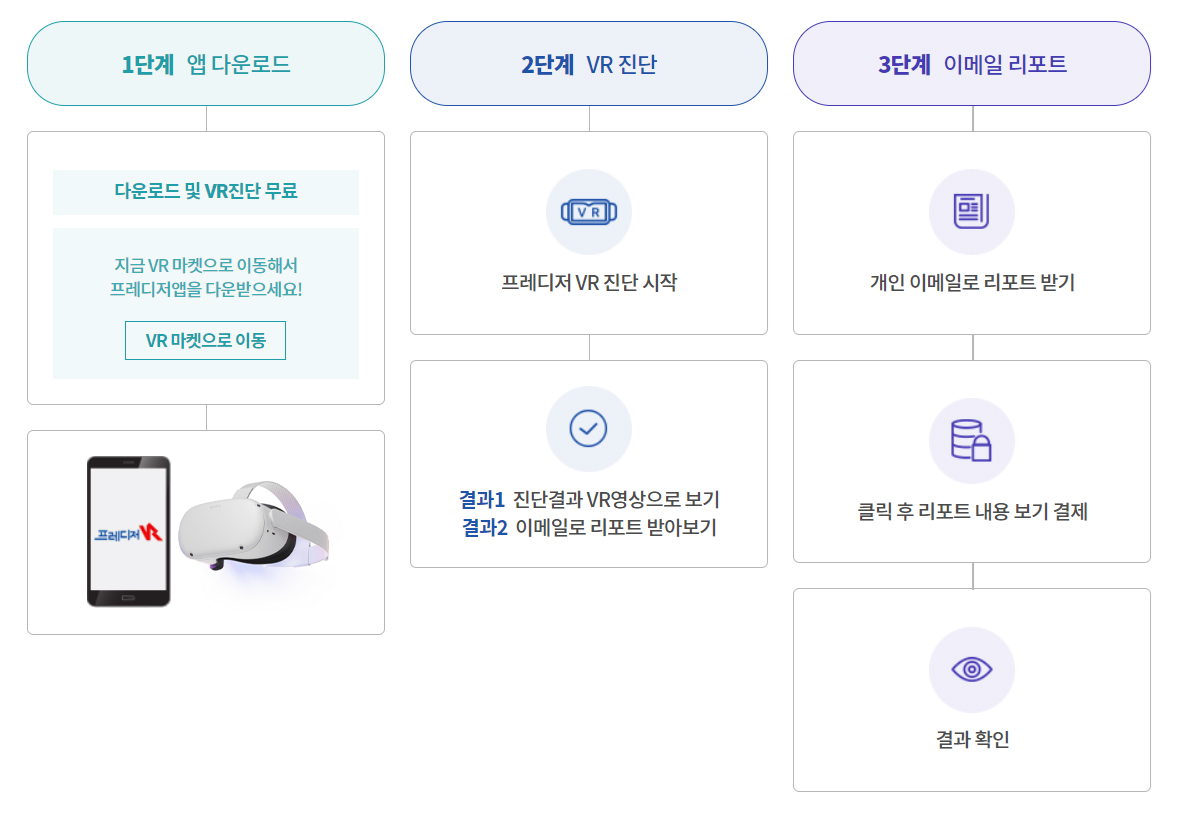 1단계 앱 다운로드
다운로드 및 VR진단 무료
지금 VR 마켓으로 이동해서
프레디저앱을 다운받으세요!
VR 마켓으로 이동
프레디저 VR
2단계 VR 진단
VR
프레디저 VR 진단 시작
결과1 진단결과 VR영상으로 보기
결과2 이메일로 리포트 받아보기
3단계 이메일 리포트
개인 이메일로 리포트 받기
클릭 후 리포트 내용 보기 결제
결과 확인